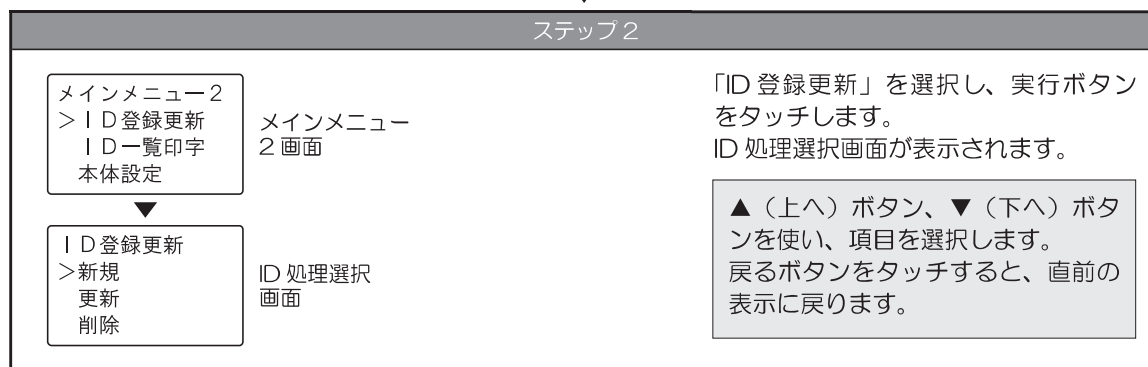 ステップ2
メインメニュー2
>ID登録更新
ID一覧印字
本体設定
メインメニュー
2画面
▼
ID登録更新
>新規
更新
削除
ID 処理選択
画面
「ID 登録更新」を選択し、実行ボタン
をタッチします。
ID 処理選択画面が表示されます。
▲(上へ)ボタン、▼(下へ)ボタ
ンを使い、項目を選択します。
戻るボタンをタッチすると、直前の
表示に戻ります。